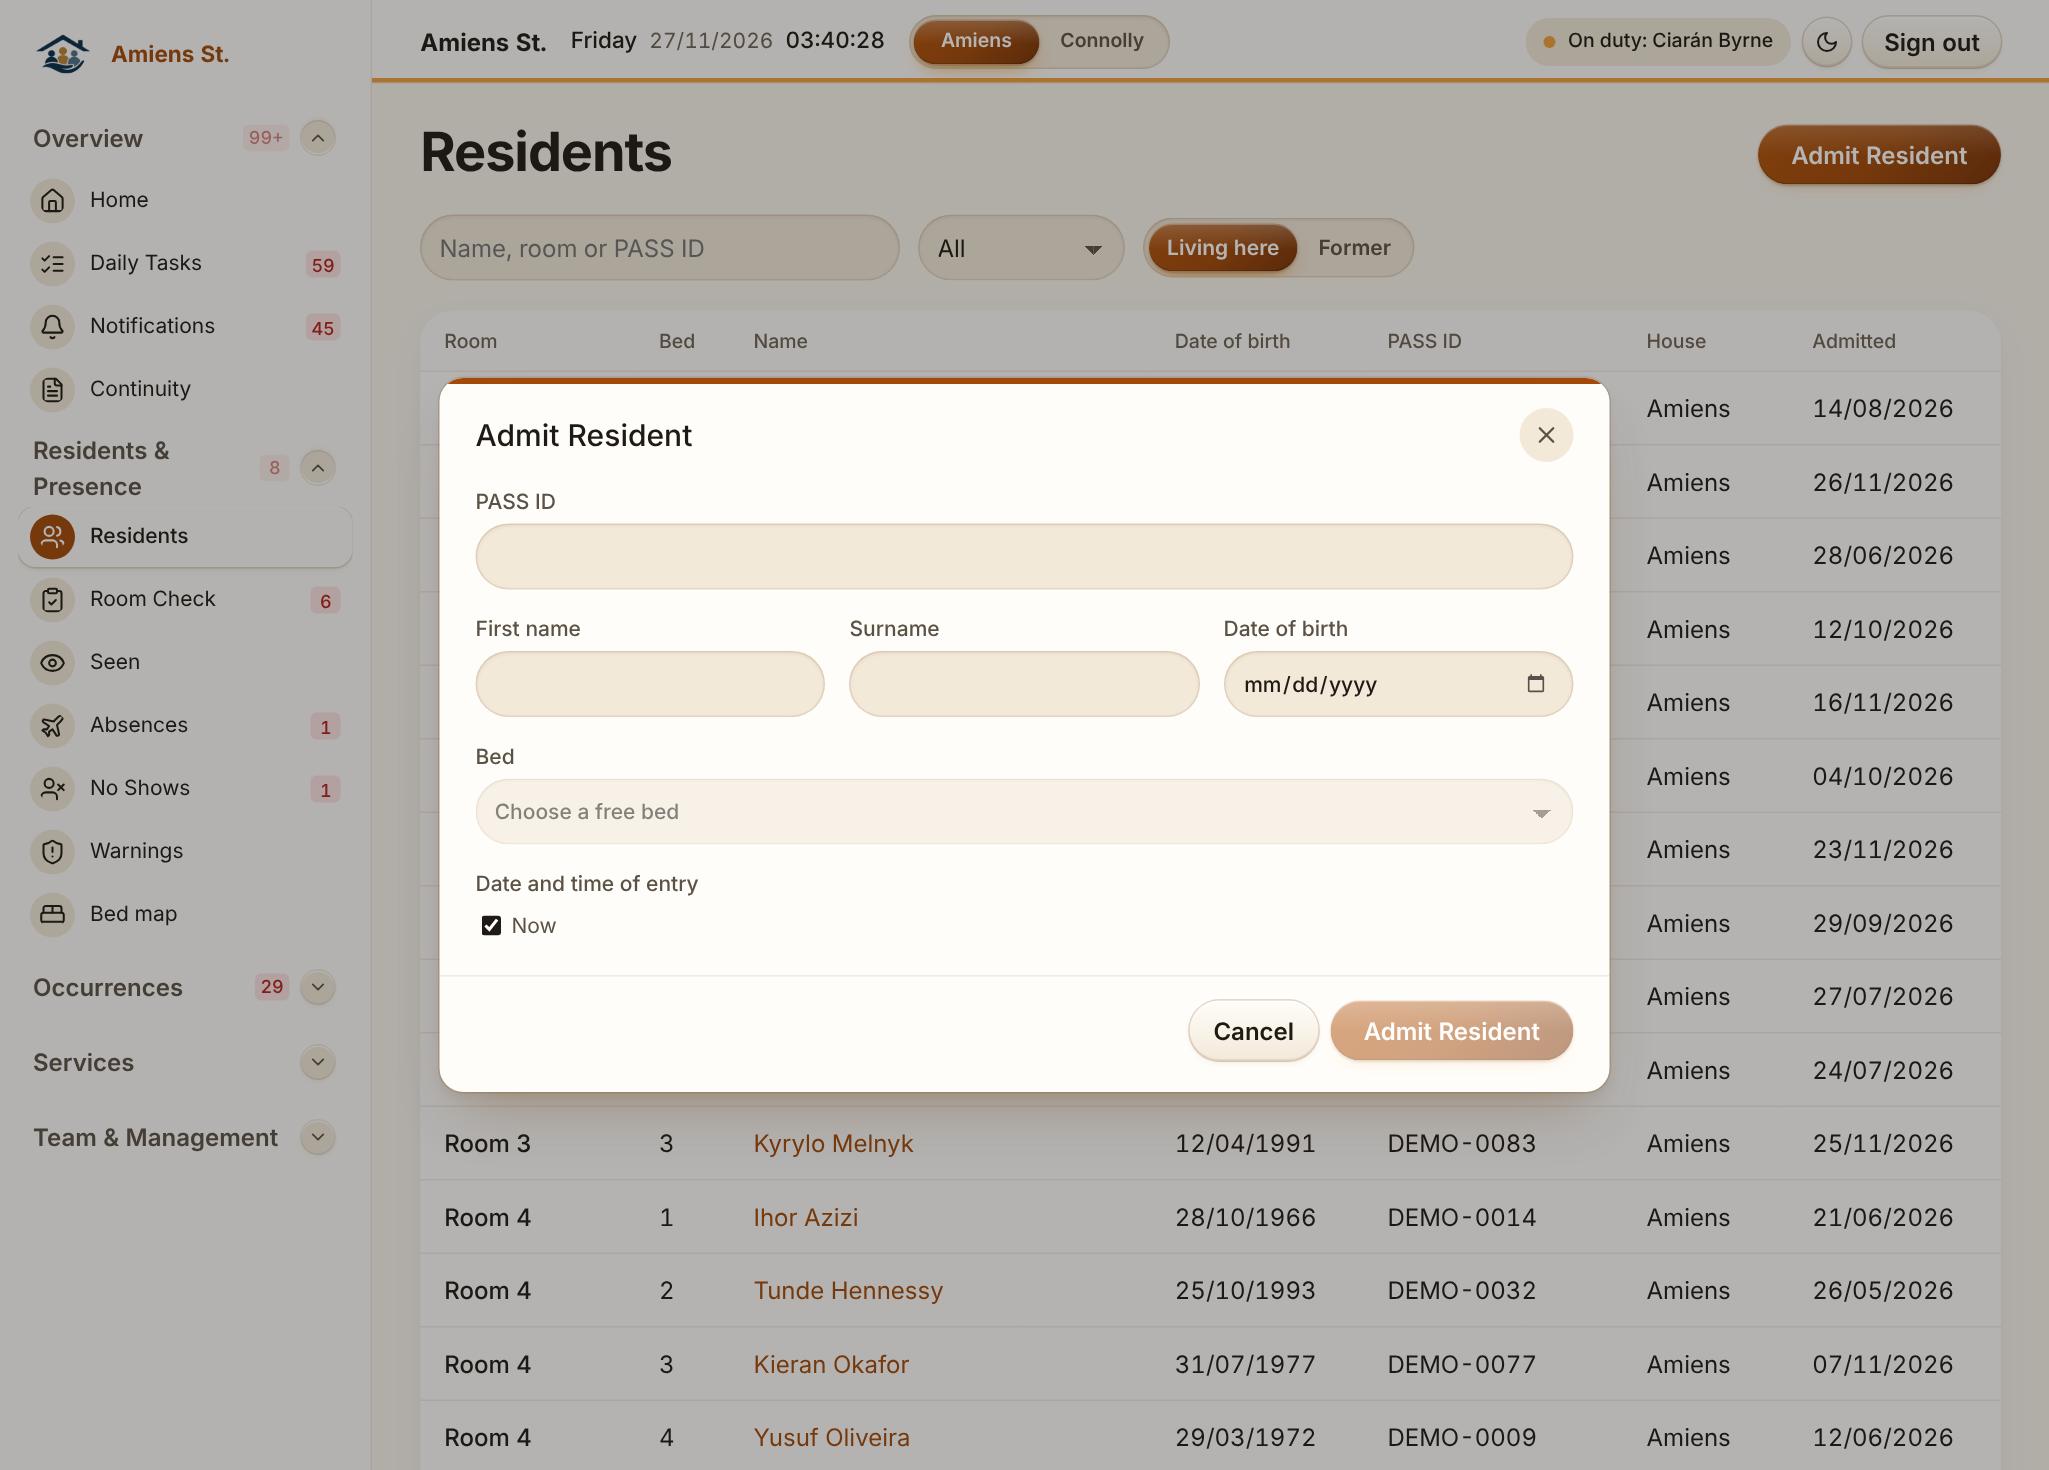 Amiens St.
Amiens St. Friday 27/11/2026 03:40:28 Amiens Connolly On duty: Ciarán Byrne Sign out
Overview 99+
Home
Daily Tasks 59
Notifications 45
Continuity
Residents & Presence 8
Residents
Room Check 6
Seen
Absences 1
No Shows 1
Warnings
Bed map
Occurrences 29
Services
Team & Management
Residents Admit Resident
Name, room or PASS ID All Living here Former
Room Bed Name Date of birth PASS ID House Admitted
Amiens 14/08/2026
Amiens 26/11/2026
Amiens 28/06/2026
Amiens 12/10/2026
Amiens 16/11/2026
Amiens 04/10/2026
Amiens 23/11/2026
Amiens 29/09/2026
Amiens 27/07/2026
Amiens 24/07/2026
Admit Resident
PASS ID
First name Surname Date of birth
mm/dd/yyyy
Bed
Choose a free bed
Date and time of entry
Now
Cancel Admit Resident
Room 3 3 Kyrylo Melnyk 12/04/1991 DEMO-0083 Amiens 25/11/2026
Room 4 1 Ihor Azizi 28/10/1966 DEMO-0014 Amiens 21/06/2026
Room 4 2 Tunde Hennessy 25/10/1993 DEMO-0032 Amiens 26/05/2026
Room 4 3 Kieran Okafor 31/07/1977 DEMO-0077 Amiens 07/11/2026
Room 4 4 Yusuf Oliveira 29/03/1972 DEMO-0009 Amiens 12/06/2026